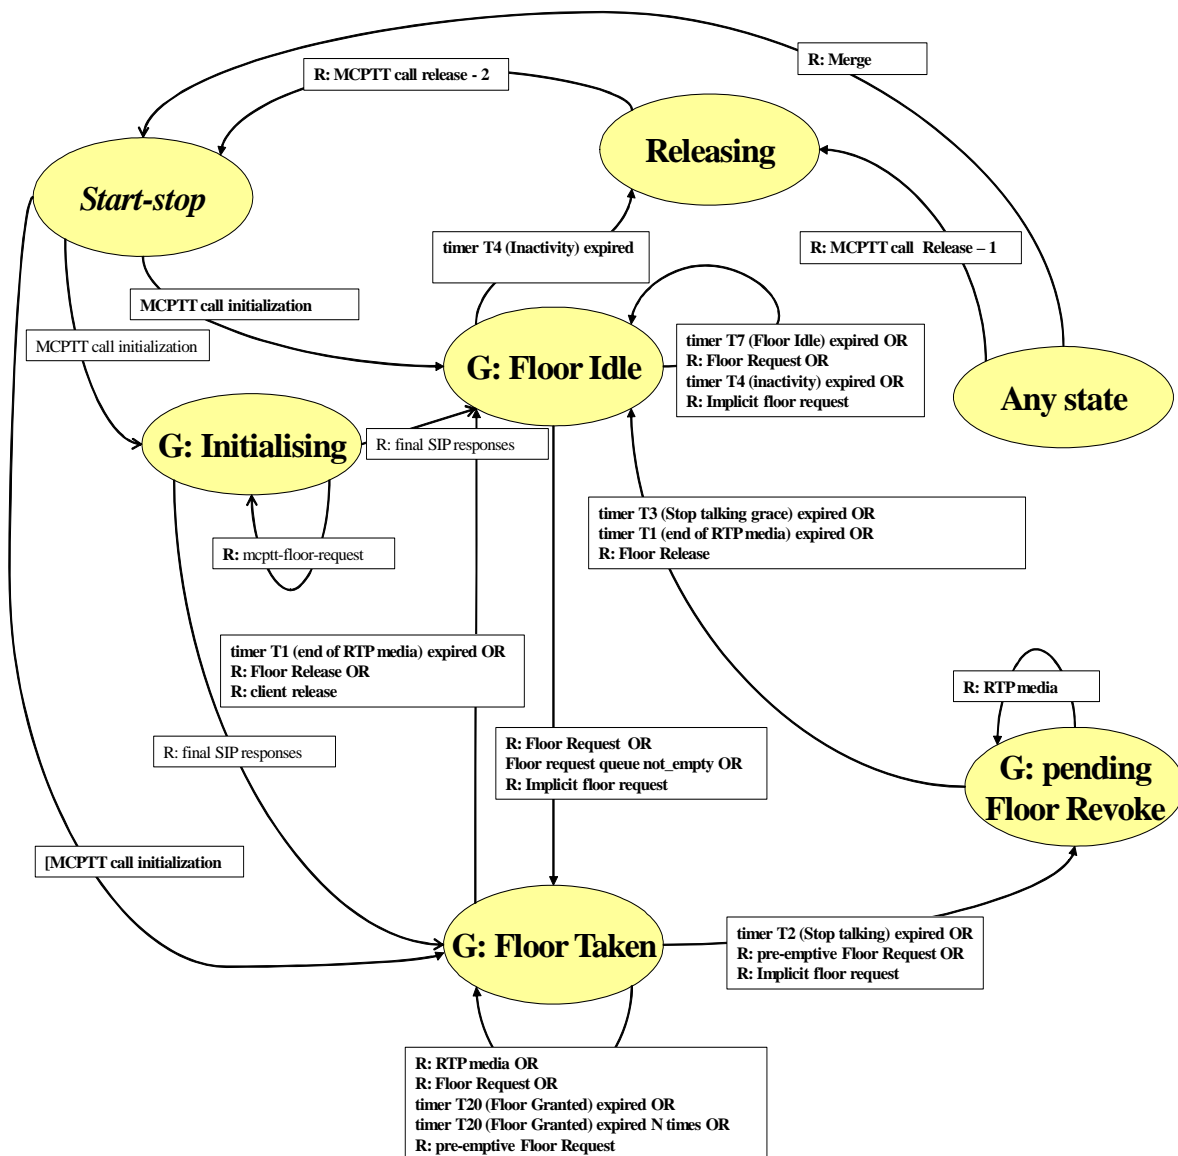 R: Merge
R: MCPTT call release - 2
Releasing
Start-stop
timer T4 (Inactivity) expired
R: MCPTT call Release – 1
MCPTT call initialization
MCPTT call initialization
G: Floor Idle
timer T7 (Floor Idle) expired OR
R: Floor Request OR
timer T4 (inactivity) expired OR
R: Implicit floor request
Any state
G: Initialising
R: final SIP responses
R: mcptt-floor-request
timer T3 (Stop talking grace) expired OR
timer T1 (end of RTP media) expired OR
R: Floor Release
timer T1 (end of RTP media) expired OR
R: Floor Release OR
R: client release
R: RTP media
R: final SIP responses
R: Floor Request OR
Floor request queue not_empty OR
R: Implicit floor request
G: pending
Floor Revoke
[MCPTT call initialization
G: Floor Taken
timer T2 (Stop talking) expired OR
R: pre-emptive Floor Request OR
R: Implicit floor request
R: RTP media OR
R: Floor Request OR
timer T20 (Floor Granted) expired OR
timer T20 (Floor Granted) expired N times OR
R: pre-emptive Floor Request